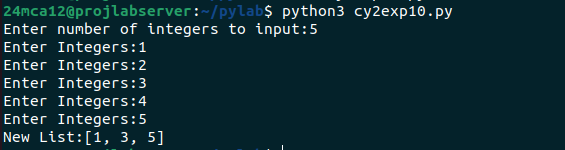 24mca12@projlabserver:~/pylab$ python3 cy2exp10.py
Enter number of integers to input:5
Enter Integers:1
Enter Integers:2
Enter Integers:3
Enter Integers:4
Enter Integers:5
New List:[1, 3, 5]